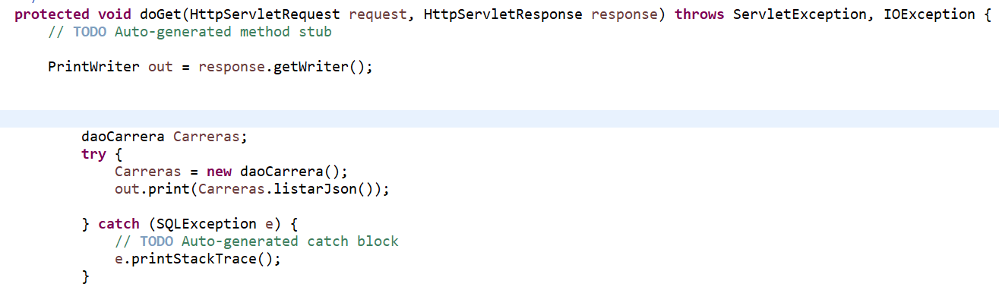 protected void doGet(HttpServletRequest request, HttpServletResponse response) throws ServletException, IOException {
// TODO Auto-generated method stub
PrintWriter out = response.getWriter();
daoCarrera Carreras;
try {
Carreras = new daoCarrera();
out.print(Carreras.listarJson());
} catch (SQLException e) {
// TODO Auto-generated catch block
e.printStackTrace();
}